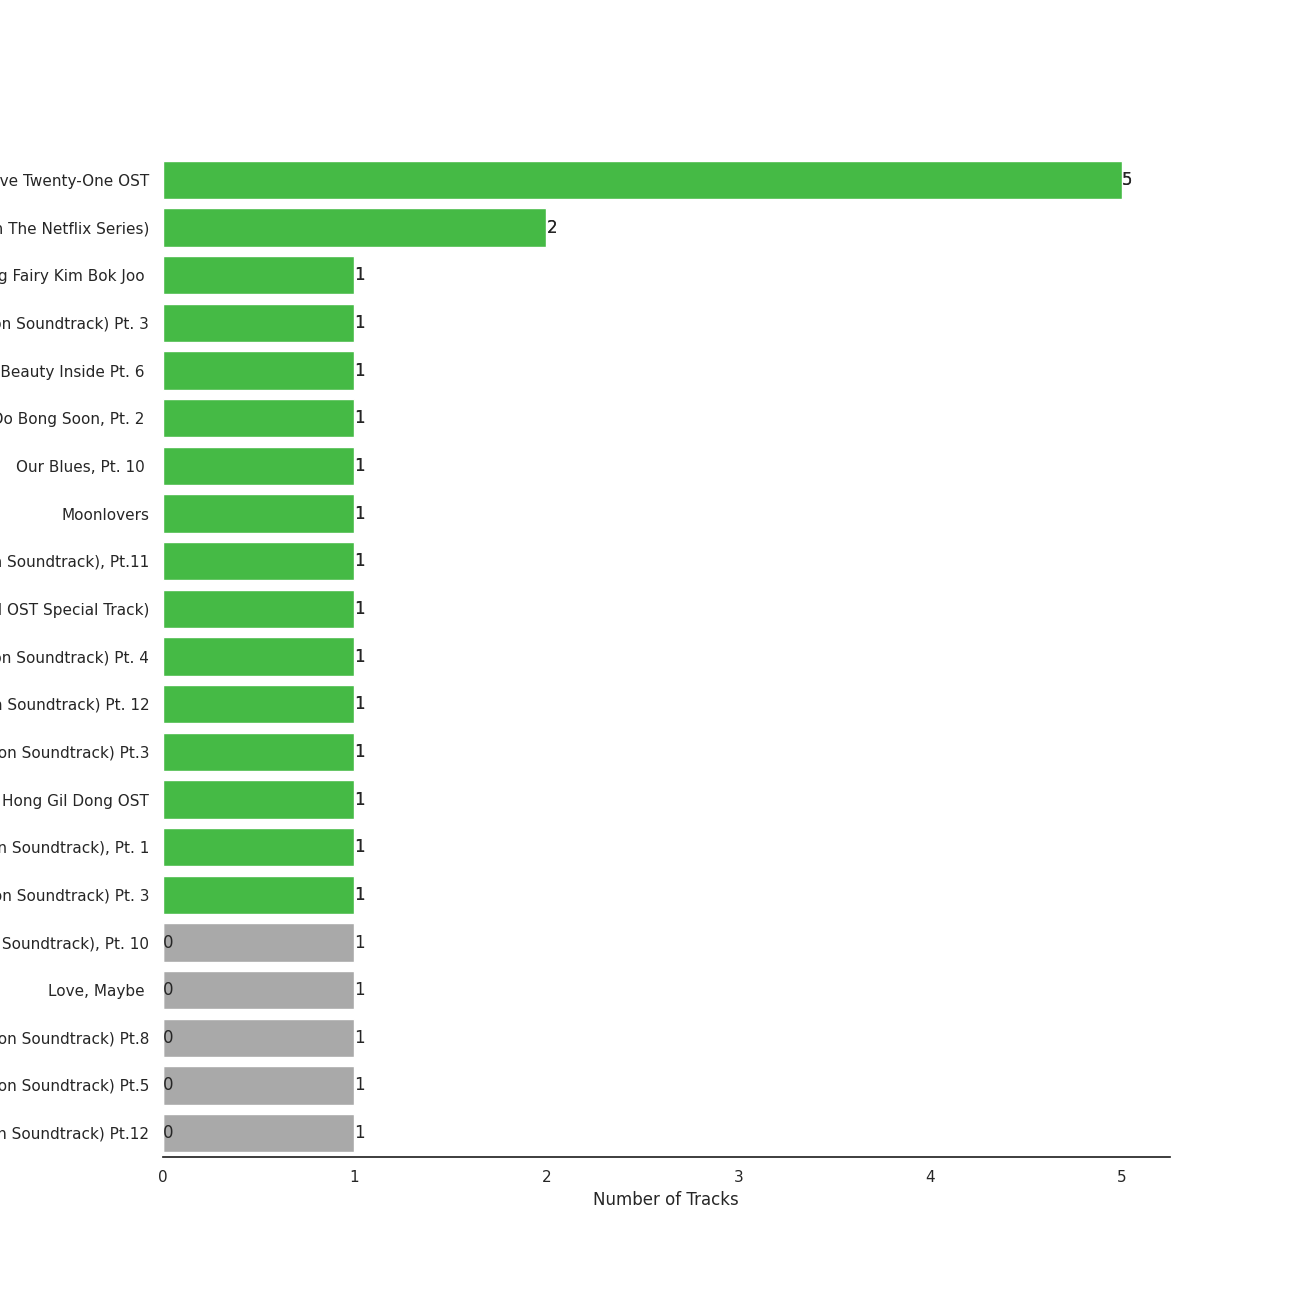 ve Twenty-One OST 5
The Netflix Series) 2
Fairy Kim Bok Joo 1
on Soundtrack) Pt. 3 1
Beauty Inside Pt. 6 1
Do Bong Soon, Pt. 2 1
Our Blues, Pt. 10 1
Moonlovers 1
Soundtrack), Pt.11 1
OST Special Track) 1
on Soundtrack) Pt. 4 1
Soundtrack) Pt. 12 1
on Soundtrack) Pt.3 1
Hong Gil Dong OST 1
n Soundtrack), Pt. 1 1
on Soundtrack) Pt. 3 1
Soundtrack), Pt. 10 0 1
Love, Maybe 0 1
on Soundtrack) Pt.8 0 1
on Soundtrack) Pt.5 0 1
n Soundtrack) Pt.12 0 1
0 1 2 3 4 5
Number of Tracks